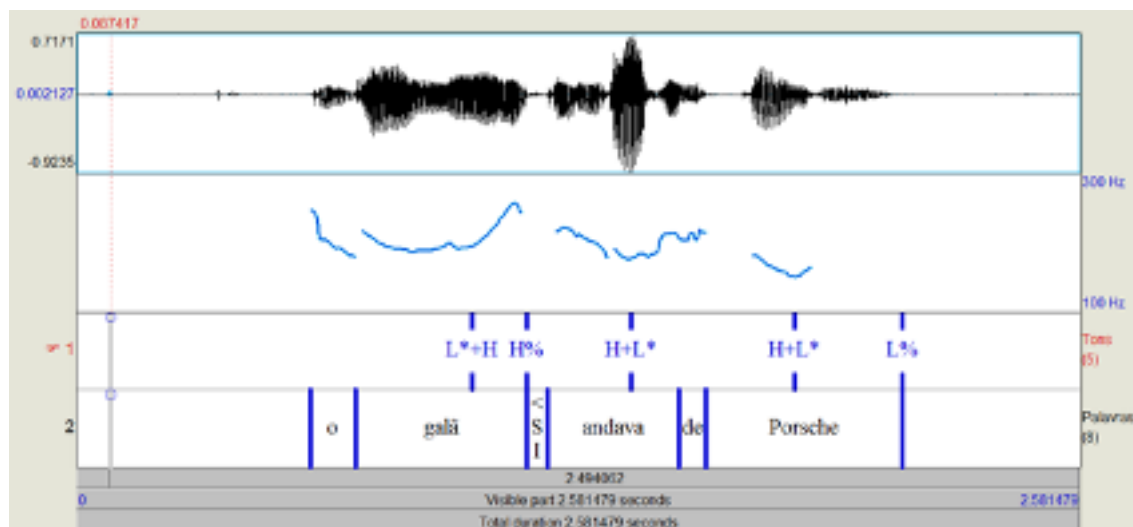 0.087417
0.7171
0.002127
-0.9235
300 Hz
100 Hz
1 L*+H H% H+L* H+L* L% Tons (5)
2 o galã <SI andava de Porsche Palavras (8)
2.494062
0 Visible part 2.581479 seconds 2.581479
Total duration 2.581479 seconds